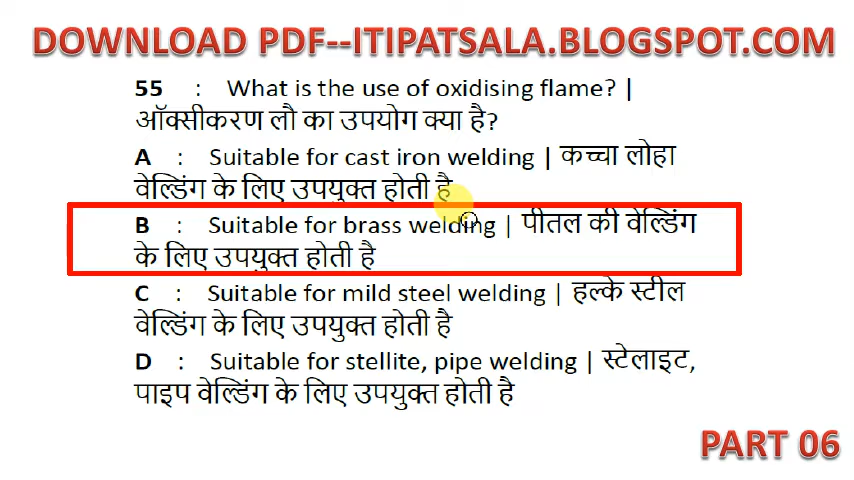 DOWNLOAD PDF--ITIPATSALA.BLOGSPOT.COM
55 : What is the use of oxidising flame? |
ऑक्सीकरण लौ का उपयोग क्या है?
A : Suitable for cast iron welding | कच्चा लोहा
वेल्डिंग के लिए उपयुक्त होती है
B : Suitable for brass welding | पीतल की वेल्डिंग
के लिए उपयुक्त होती है
C : Suitable for mild steel welding | हल्के स्टील
वेल्डिंग के लिए उपयुक्त होती है
D : Suitable for stellite, pipe welding | स्टेलाइट,
पाइप वेल्डिंग के लिए उपयुक्त होती है
PART 06